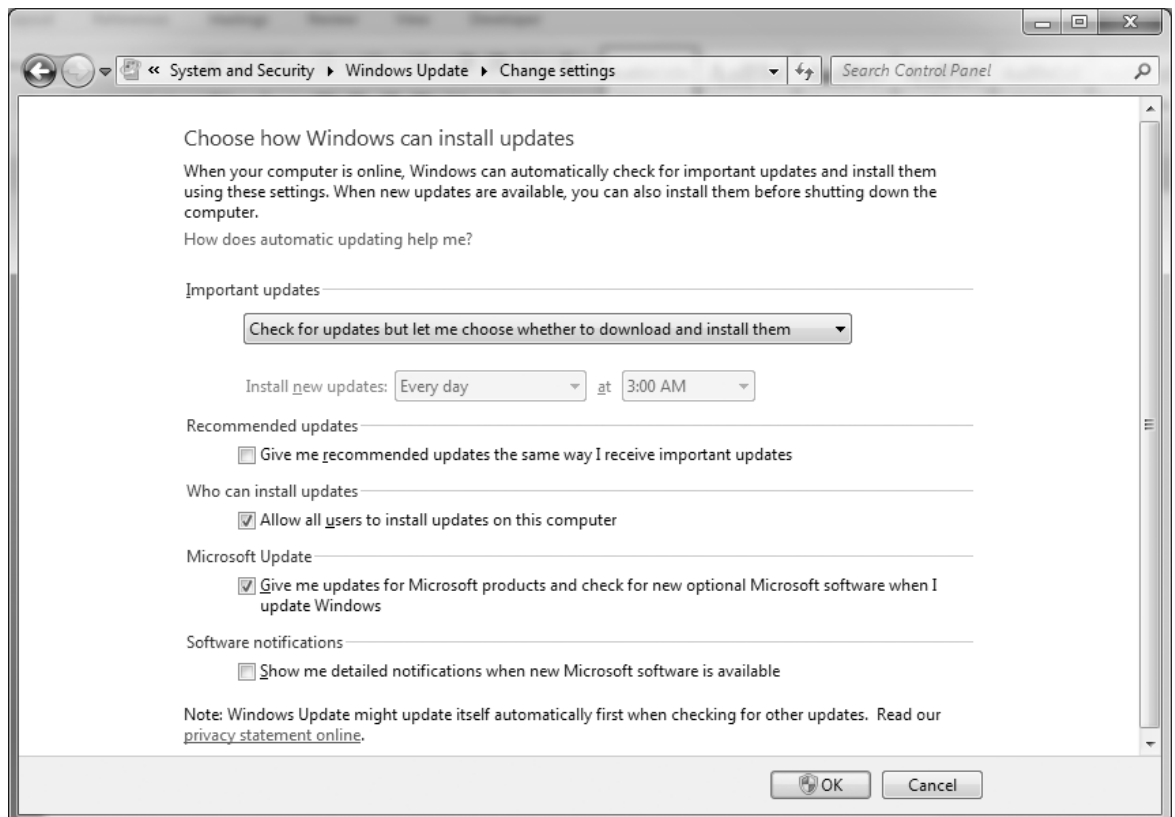 References Mailings Review View Developer
« System and Security ▸ Windows Update ▸ Change settings Search Control Panel
Choose how Windows can install updates
When your computer is online, Windows can automatically check for important updates and install them
using these settings. When new updates are available, you can also install them before shutting down the
computer.
How does automatic updating help me?
Important updates
Check for updates but let me choose whether to download and install them
Install new updates: Every day at 3:00 AM
Recommended updates
Give me recommended updates the same way I receive important updates
Who can install updates
Allow all users to install updates on this computer
Microsoft Update
Give me updates for Microsoft products and check for new optional Microsoft software when I
update Windows
Software notifications
Show me detailed notifications when new Microsoft software is available
Note: Windows Update might update itself automatically first when checking for other updates. Read our
privacy statement online.
OK Cancel